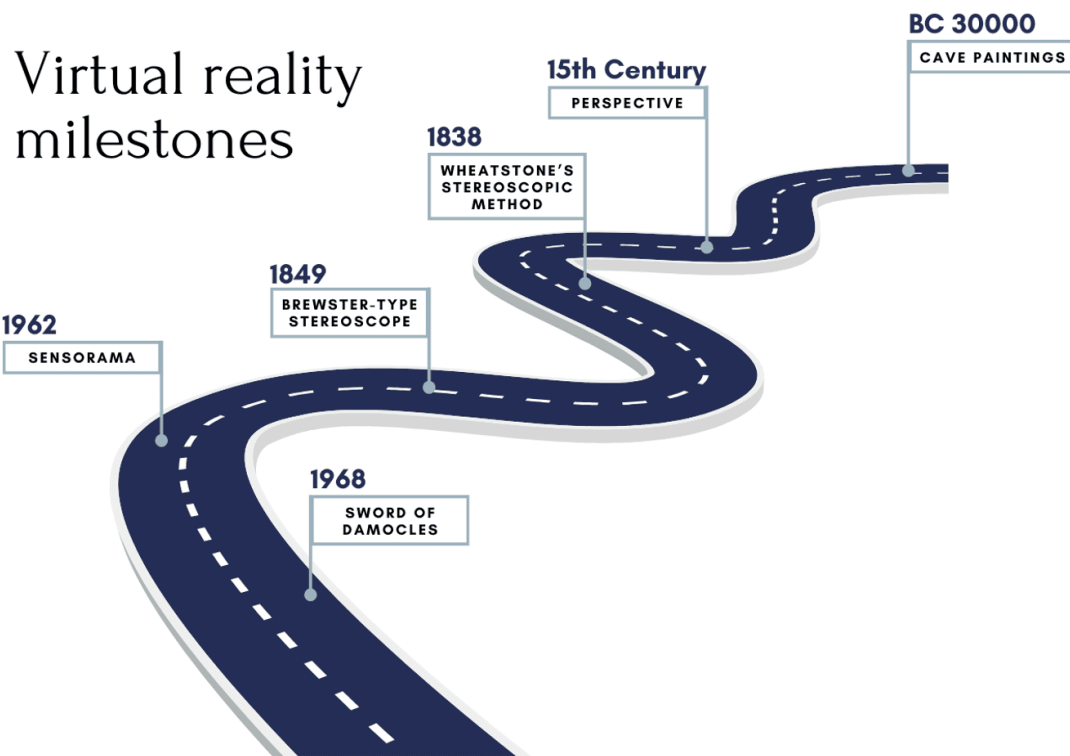 Virtual reality
milestones
BC 30000
CAVE PAINTINGS
15th Century
PERSPECTIVE
1838
WHEATSTONE'S
STEREOSCOPIC
METHOD
1849
BREWSTER-TYPE
STEREOSCOPE
1962
SENSORAMA
1968
SWORD OF
DAMOCLES